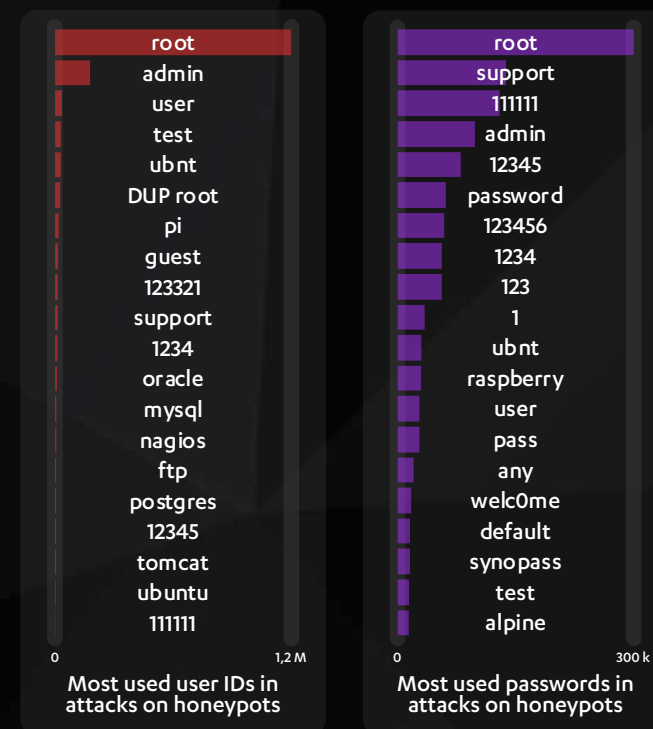 root
admin
user
test
ubnt
DUP root
pi
guest
123321
support
1234
oracle
mysql
nagios
ftp
postgres
12345
tomcat
ubuntu
111111
0
1,2 M
Most used user IDs in
attacks on honeypots
root
support
111111
admin
12345
password
123456
1234
123
1
ubnt
raspberry
user
pass
any
welc0me
default
synopass
test
alpine
0
300 k
Most used passwords in
attacks on honeypots